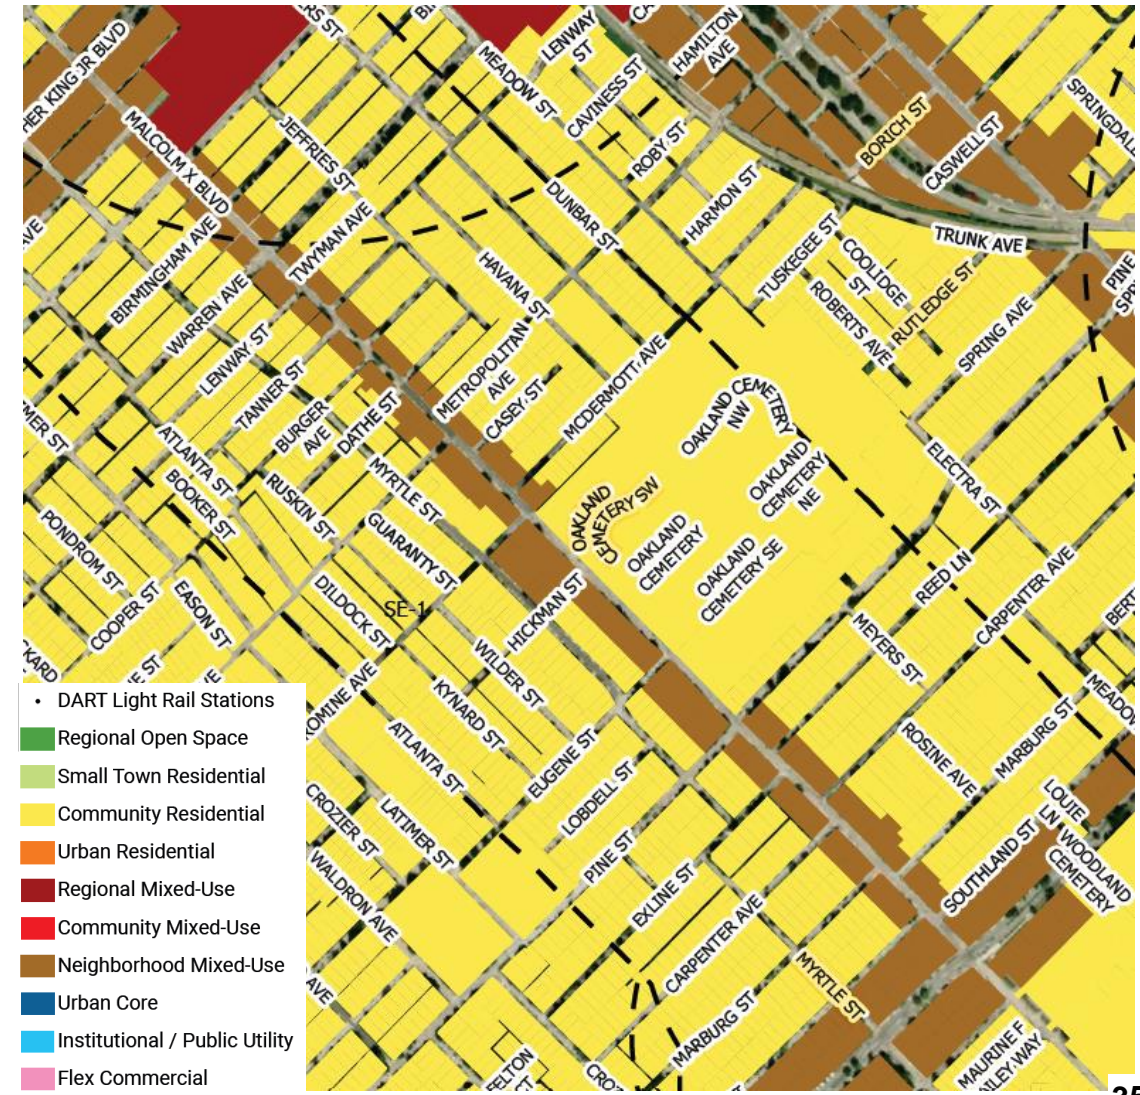 MEADOW ST
LENWAY
ST
CAVINESS ST
HAMILTON
AVE
ROBY ST
BORICH ST
CASWELL ST
MALCOLM X BLVD
JEFFRIES ST
DUNBAR ST
HARMON ST
TRUNK AVE
TUSKEGEE ST
COOLIDGE
ST
RUTLEDGE ST
ROBERTS AVE
SPRING AVE
BIRMINGHAM AVE
TWYMAN AVE
WARREN AVE
HAVANA ST
LENWAY ST
METROPOLITAN
AVE
MCDERMOTT AVE
TANNER ST
CASEY ST
BURGER
AVE
DATHE ST
OAKLAND CEMETERY
NW
ATLANTA ST
BOOKER ST
RUSKIN ST
MYRTLE ST
OAKLAND
CEMETERY
NE
ELECTRA ST
OAKLAND
CEMETERY SW
GUARANTY ST
OAKLAND
CEMETERY
OAKLAND
CEMETERY SE
PONDROM ST
COOPER ST
EASON ST
DILDOCK ST
SE-1
HICKMAN ST
REED LN
CARPENTER AVE
MEYERS ST
WILDER ST
KYNARD ST
ATLANTA ST
EUGENE ST
LOBDELL ST
ROSINE AVE
MARBURG ST
CROZIER ST
LATIMER ST
WALDRON AVE
PINE ST
EXLINE ST
CARPENTER AVE
SOUTHLAND ST
LOUIE
LN
WOODLAND
CEMETERY
MYRTLE ST
MARBURG ST
MAURINE F
DART Light Rail Stations
Regional Open Space
Small Town Residential
Community Residential
Urban Residential
Regional Mixed-Use
Community Mixed-Use
Neighborhood Mixed-Use
Urban Core
Institutional / Public Utility
Flex Commercial